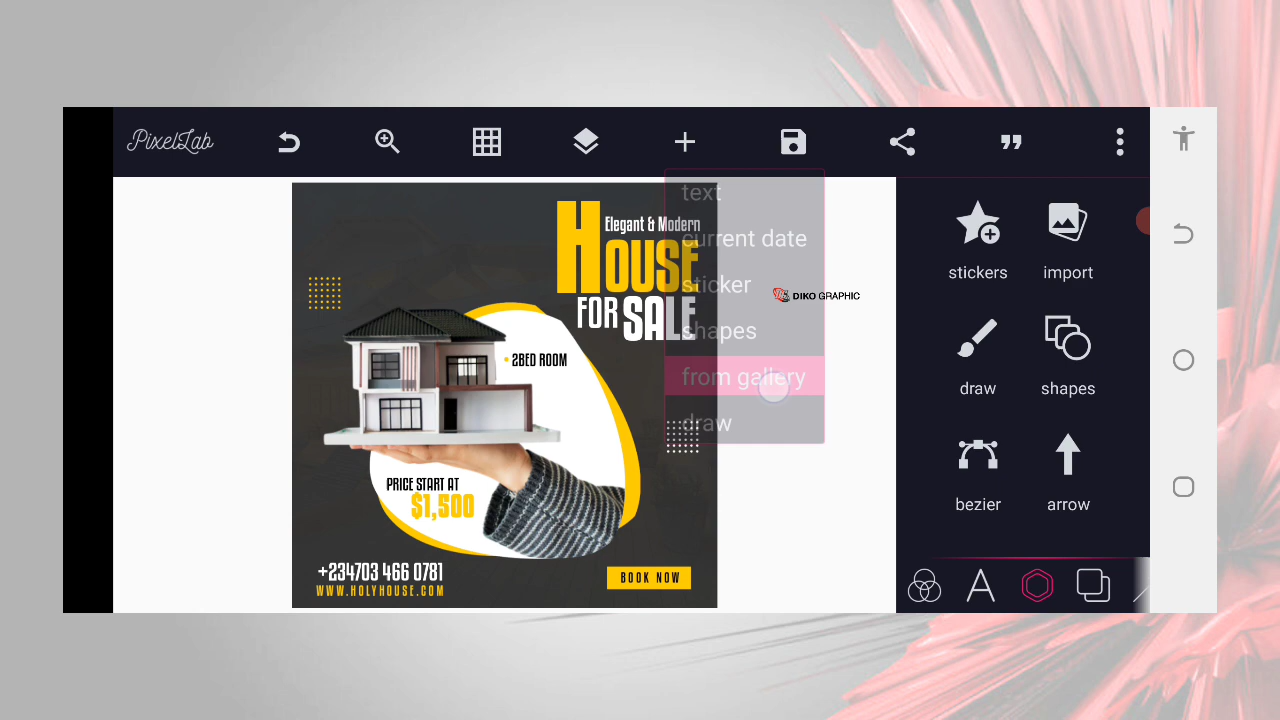 PixelLab
text
current date
sticker
shapes
from gallery
draw
Elegant & Modern
HOUSE
FOR SALE
DIKO GRAPHIC
2BED ROOM
PRICE START AT
$1,500
+234703 466 0781
WWW.HOLYHOUSE.COM
BOOK NOW
stickers
import
draw
shapes
bezier
arrow